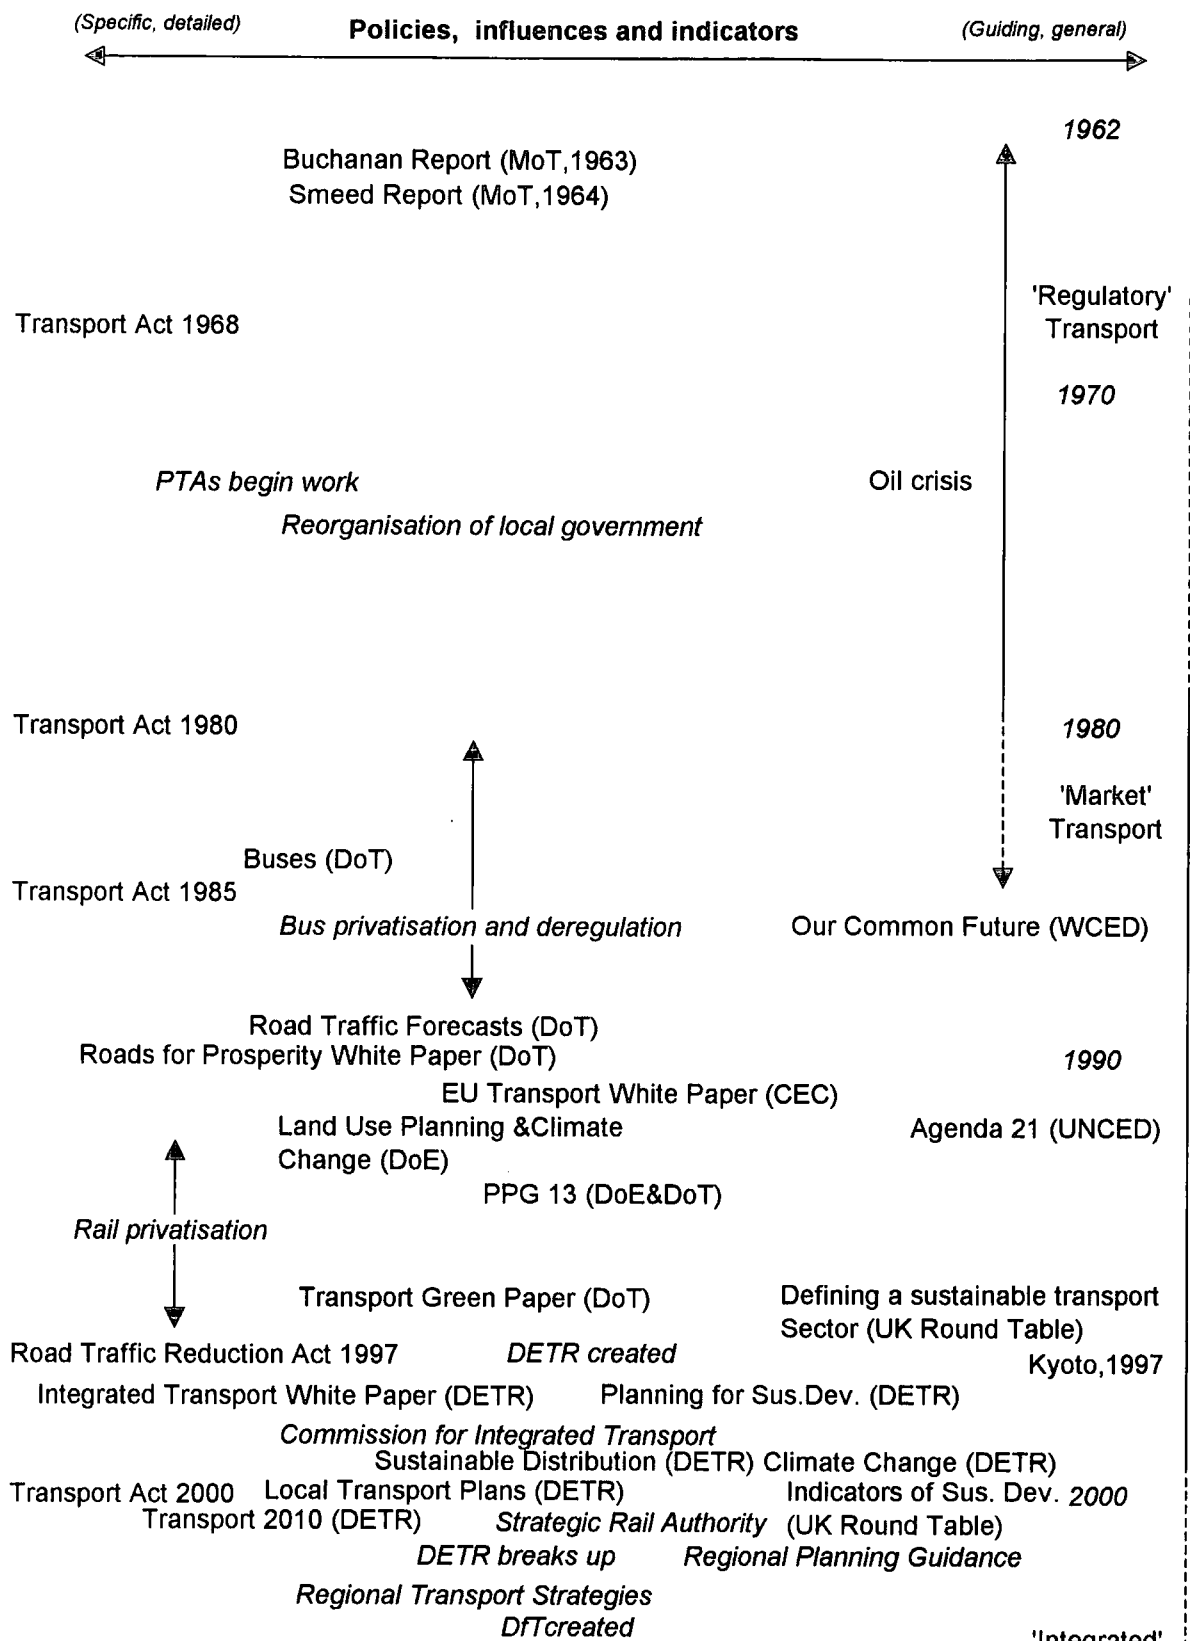 (Specific, detailed) Policies, influences and indicators (Guiding, general)
1962
Buchanan Report (MoT,1963)
Smeed Report (MoT,1964)
'Regulatory'
Transport
Transport Act 1968
1970
PTAs begin work
Oil crisis
Reorganisation of local government
Transport Act 1980
1980
'Market'
Transport
Buses (DoT)
Transport Act 1985
Bus privatisation and deregulation
Our Common Future (WCED)
Road Traffic Forecasts (DoT)
Roads for Prosperity White Paper (DoT)
1990
EU Transport White Paper (CEC)
Land Use Planning &Climate
Change (DoE)
Agenda 21 (UNCED)
PPG 13 (DoE&DoT)
Rail privatisation
Transport Green Paper (DoT)
Defining a sustainable transport
Sector (UK Round Table)
Road Traffic Reduction Act 1997
DETR created
Kyoto,1997
Integrated Transport White Paper (DETR)
Planning for Sus.Dev. (DETR)
Commission for Integrated Transport
Sustainable Distribution (DETR)
Climate Change (DETR)
Transport Act 2000
Local Transport Plans (DETR)
Indicators of Sus. Dev.
(UK Round Table)
2000
Transport 2010 (DETR)
Strategic Rail Authority
DETR breaks up
Regional Planning Guidance
Regional Transport Strategies
DfTcreated
'Integrated'